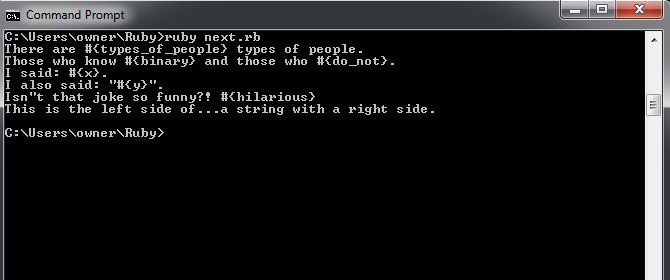 Command Prompt
C:\Users\owner\Ruby>ruby next.rb
There are #{types_of_people} types of people.
Those who know #{binary} and those who #{do_not}.
I said: #{x}.
I also said: "#{y}".
Isn"t that joke so funny?! #{hilarious}
This is the left side of...a string with a right side.
C:\Users\owner\Ruby>